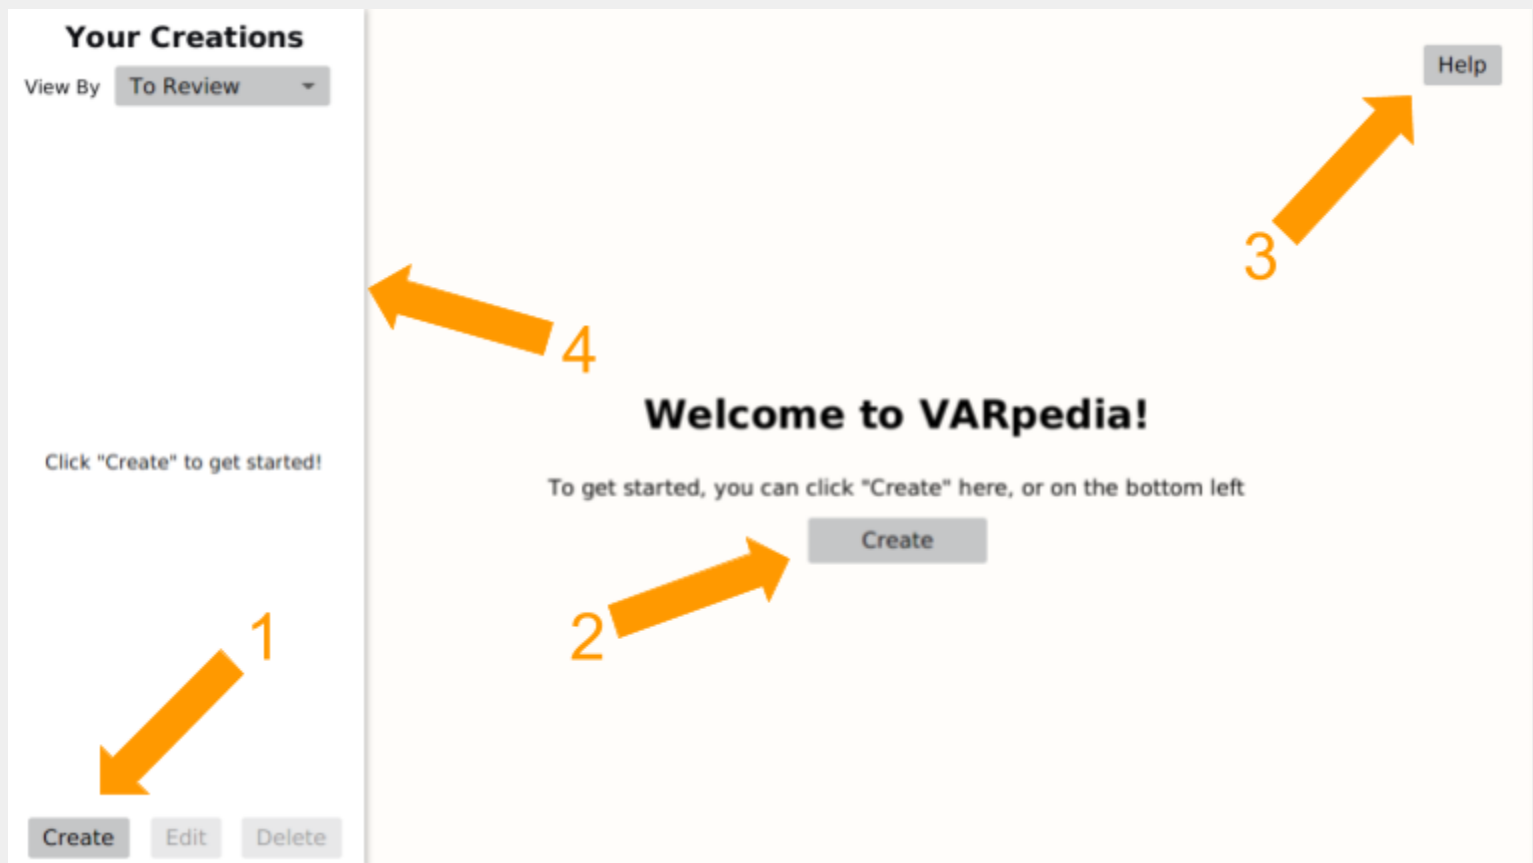 Your Creations
View By To Review
Help
3
4
Welcome to VARpedia!
Click "Create" to get started!
To get started, you can click "Create" here, or on the bottom left
Create
2
1
Create Edit Delete